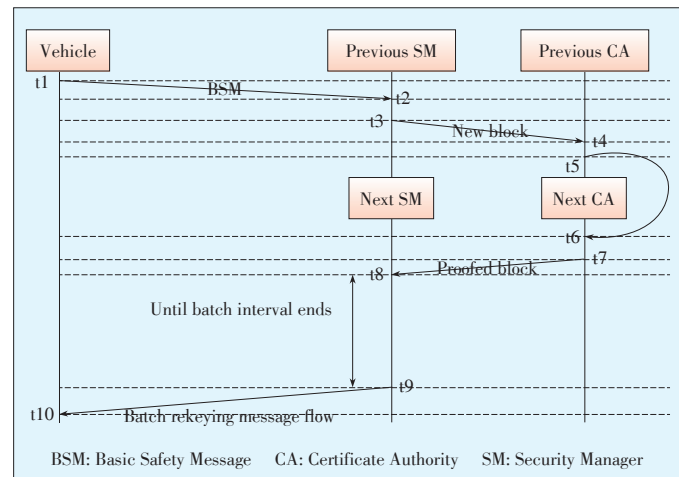 Vehicle Previous SM Previous CA
t1
BSM
t2
t3
New block
t4
t5
Next SM Next CA
t6
t7
Proofed block
t8
Until batch interval ends
t9
t10
Batch rekeying message flow
BSM: Basic Safety Message CA: Certificate Authority SM: Security Manager